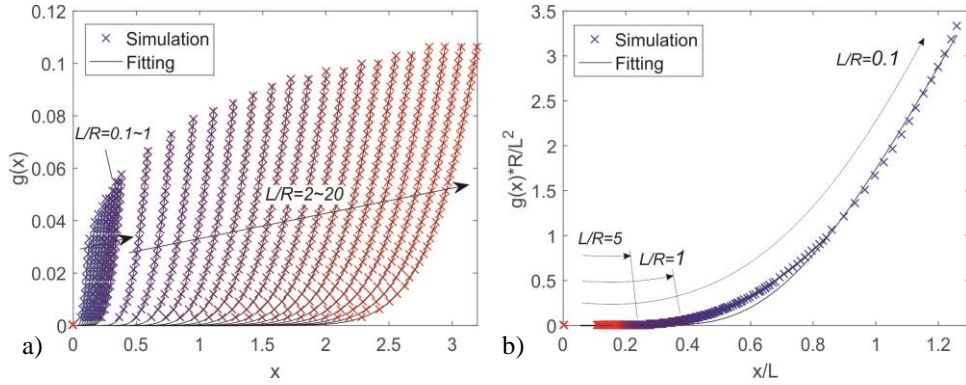 0.12
0.1
0.08
0.06
0.04
0.02
0
g(x)
Simulation
Fitting
L/R=0.1~1
L/R=2~20
0 0.5 1 1.5 2 2.5 3
x
a)
3.5
3
2.5
2
1.5
1
0.5
0
g(x)*R/L²
Simulation
Fitting
L/R=0.1
L/R=5
L/R=1
0 0.2 0.4 0.6 0.8 1 1.2
x/L
b)